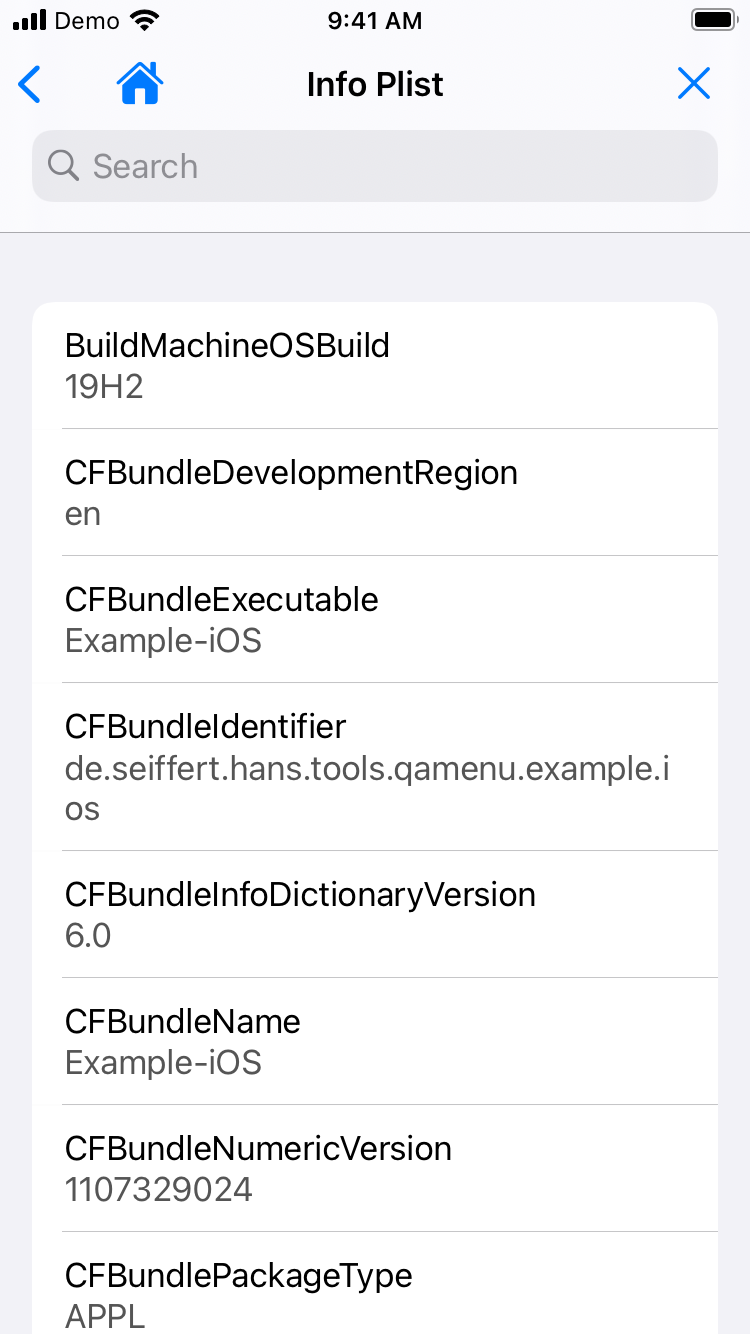 Demo 9:41 AM
Info Plist
Search
BuildMachineOSBuild
19H2
CFBundleDevelopmentRegion
en
CFBundleExecutable
Example-iOS
CFBundleIdentifier
de.seiffert.hans.tools.qamenu.example.i
os
CFBundleInfoDictionaryVersion
6.0
CFBundleName
Example-iOS
CFBundleNumericVersion
1107329024
CFBundlePackageType
APPL